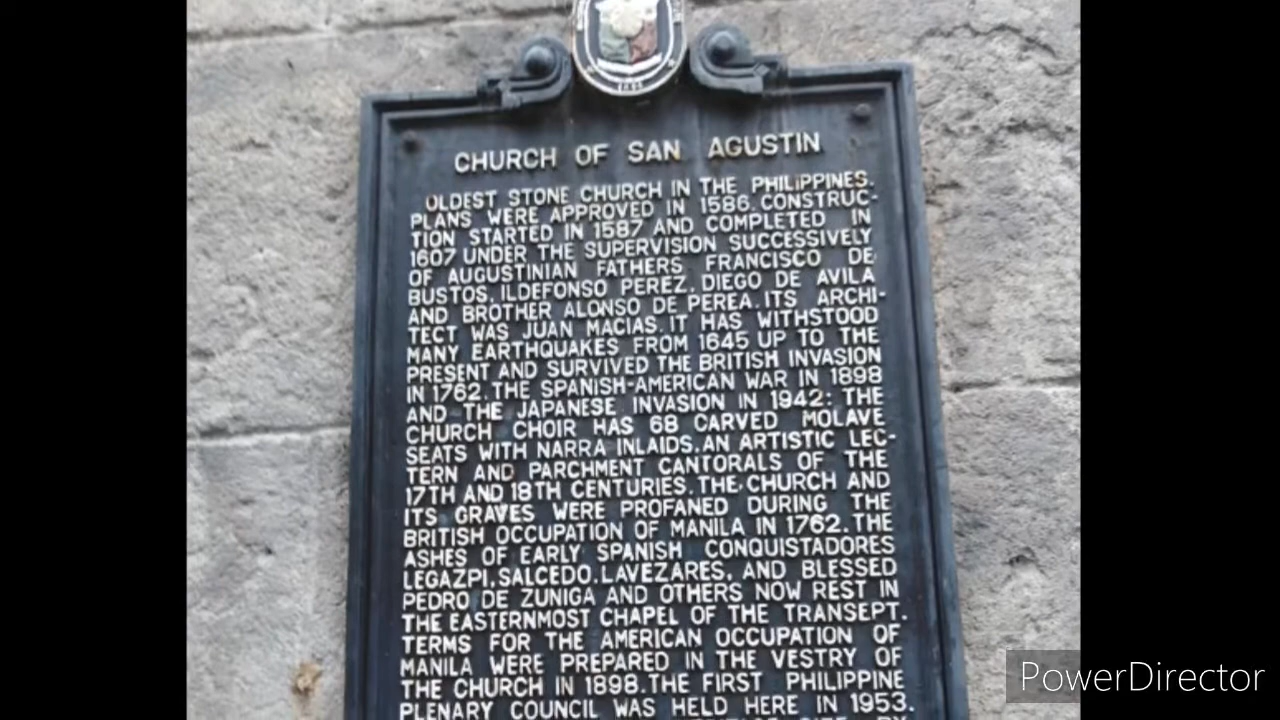 CHURCH OF SAN AGUSTIN
OLDEST STONE CHURCH IN THE PHILIPPINES.
PLANS WERE APPROVED IN 1586. CONSTRUC-
TION STARTED IN 1587 AND COMPLETED IN
1607 UNDER THE SUPERVISION SUCCESSIVELY
OF AUGUSTINIAN FATHERS FRANCISCO DE
BUSTOS, ILDEFONSO PEREZ, DIEGO DE AVILA
AND BROTHER ALONSO DE PEREA. ITS ARCHI-
TECT WAS JUAN MACIAS. IT HAS WITHSTOOD
MANY EARTHQUAKES FROM 1645 UP TO THE
PRESENT AND SURVIVED THE BRITISH INVASION
IN 1762. THE SPANISH-AMERICAN WAR IN 1898
AND THE JAPANESE INVASION IN 1942: THE
CHURCH CHOIR HAS 68 CARVED MOLAVE
SEATS WITH NARRA INLAIDS. AN ARTISTIC LEC-
TERN AND PARCHMENT CANTORALS OF THE
17TH AND 18TH CENTURIES. THE CHURCH AND
ITS GRAVES WERE PROFANED DURING THE
BRITISH OCCUPATION OF MANILA IN 1762. THE
ASHES OF EARLY SPANISH CONQUISTADORES
LEGAZPI, SALCEDO, LAVEZARES, AND BLESSED
PEDRO DE ZUNIGA AND OTHERS NOW REST IN
THE EASTERNMOST CHAPEL OF THE TRANSEPT.
TERMS FOR THE AMERICAN OCCUPATION OF
MANILA WERE PREPARED IN THE VESTRY OF
THE CHURCH IN 1898. THE FIRST PHILIPPINE
PLENARY COUNCIL WAS HELD HERE IN 1953.
PowerDirector